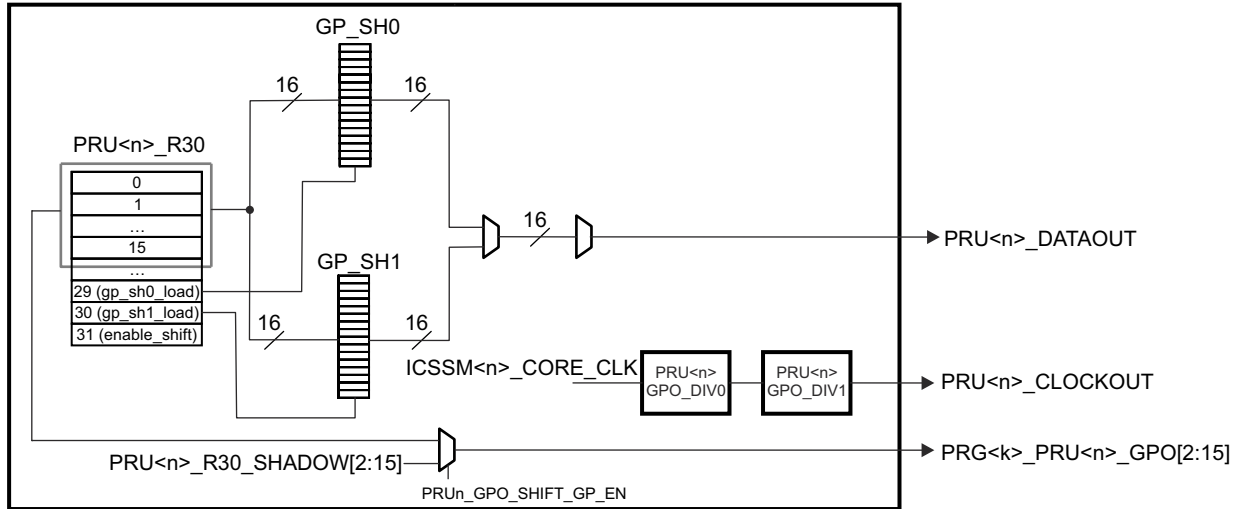 GP_SH0
16
16
PRU<n>_R30
0
1
...
15
...
29 (gp_sh0_load)
30 (gp_sh1_load)
31 (enable_shift)
16
PRU<n>_DATAOUT
GP_SH1
16
16
ICSSM<n>_CORE_CLK
PRU<n>
GPO_DIV0
PRU<n>
GPO_DIV1
PRU<n>_CLOCKOUT
PRU<n>_R30_SHADOW[2:15]
PRG<k>_PRU<n>_GPO[2:15]
PRUn_GPO_SHIFT_GP_EN